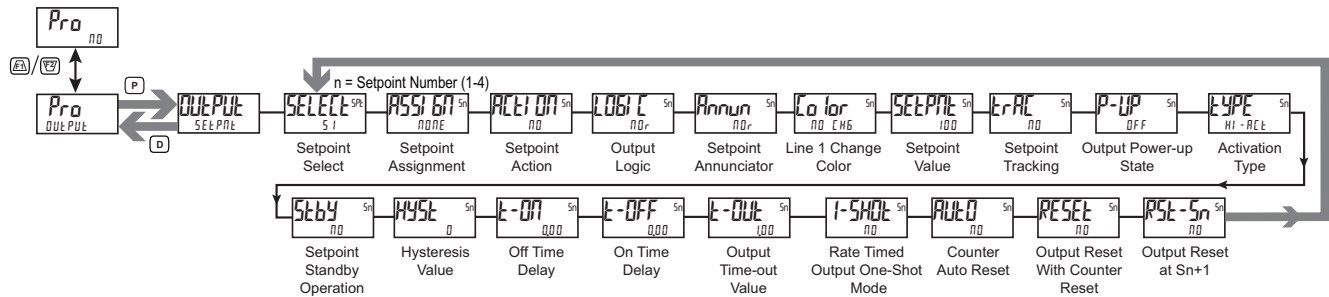 Pro
NO
F1 / F2
n = Setpoint Number (1-4)
P
Pro
OUtPUt
OUtPUt
SEtPNt
SELECt SPt
S1
ASSIGN Sn
NONE
ACtION Sn
NO
LOGIC Sn
NOr
Annun Sn
NOr
Color Sn
NO CHG
SEtPNt Sn
100
trAC Sn
NO
P-UP Sn
OFF
tYPE Sn
HI-ACt
D
Setpoint
Select
Setpoint
Assignment
Setpoint
Action
Output
Logic
Setpoint
Annunciator
Line 1 Change
Color
Setpoint
Value
Setpoint
Tracking
Output Power-up
State
Activation
Type
Stby Sn
NO
HYSt Sn
0
t-ON Sn
0.00
t-OFF Sn
0.00
t-OUt Sn
1.00
1-SHOt Sn
NO
AUtO Sn
NO
RESEt Sn
NO
RSt-Sn Sn
NO
Setpoint
Standby
Operation
Hysteresis
Value
Off Time
Delay
On Time
Delay
Output
Time-out
Value
Rate Timed
Output One-Shot
Mode
Counter
Auto Reset
Output Reset
With Counter
Reset
Output Reset
at Sn+1